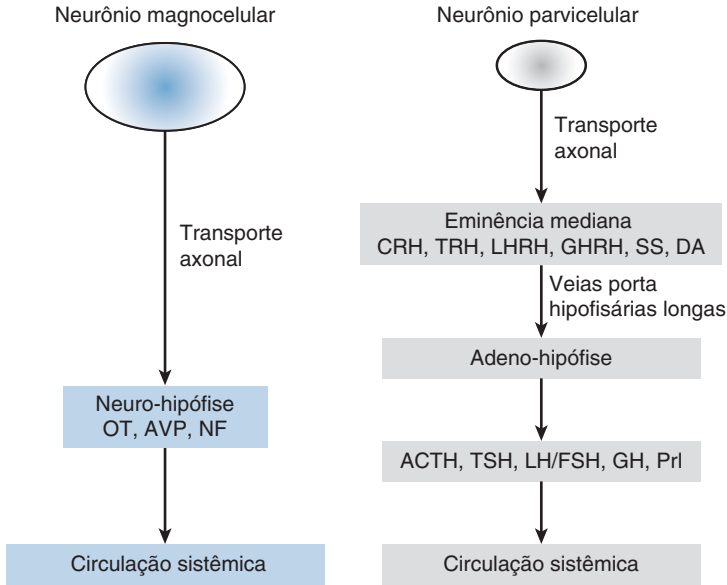 Neurônio magnocelular
Transporte
axonal
Neuro-hipófise
OT, AVP, NF
Circulação sistêmica
Neurônio parvicelular
Transporte
axonal
Eminência mediana
CRH, TRH, LHRH, GHRH, SS, DA
Veias porta
hipofisárias longas
Adeno-hipófise
ACTH, TSH, LH/FSH, GH, Prl
Circulação sistêmica